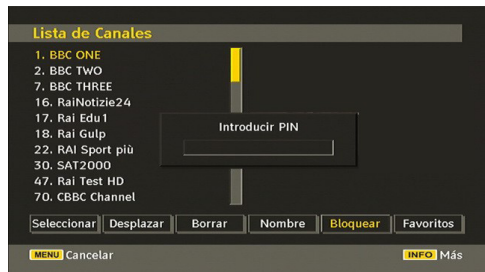 Lista de Canales
1. BBC ONE
2. BBC TWO
7. BBC THREE
16. RaiNotizie24
17. Rai Edu1
18. Rai Gulp
22. RAI Sport più
30. SAT2000
47. Rai Test HD
70. CBBC Channel
Introducir PIN
Seleccionar Desplazar Borrar Nombre Bloquear Favoritos
MENU Cancelar INFO Más